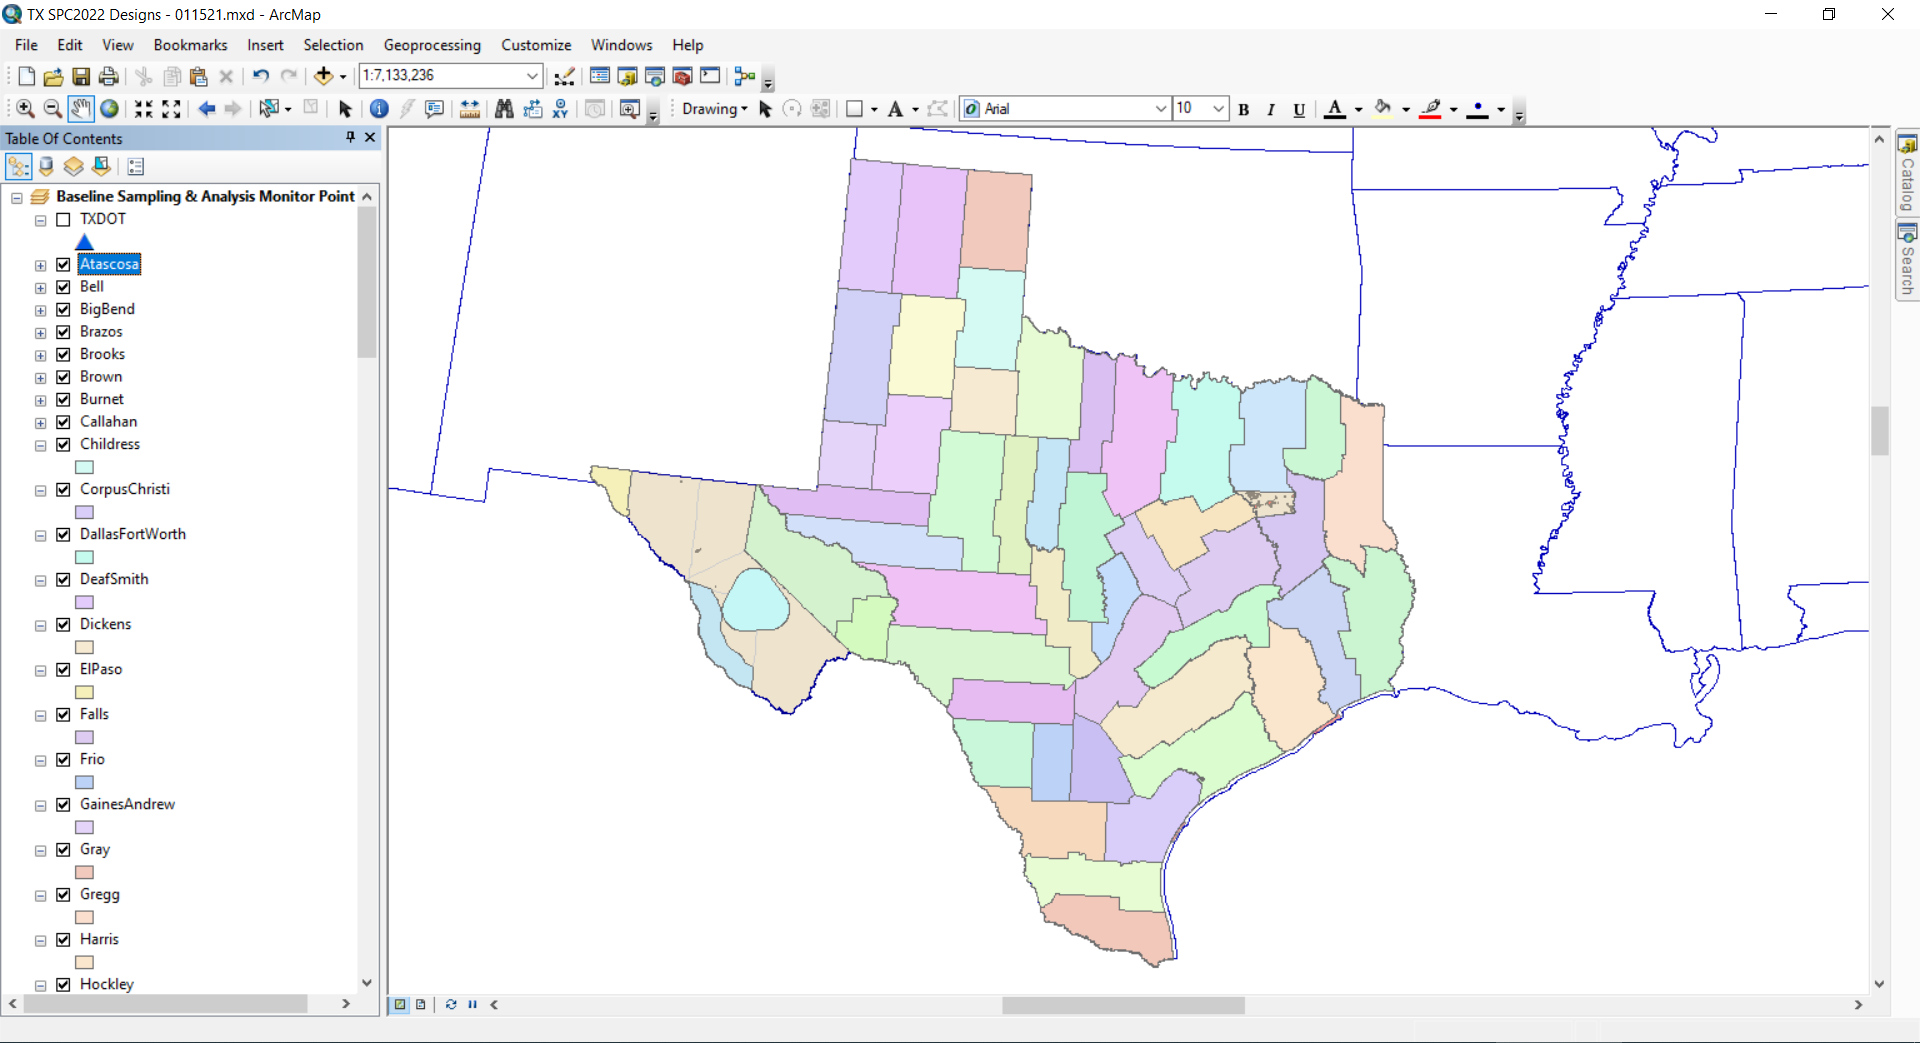 TX SPC2022 Designs - 011521.mxd - ArcMap
File Edit View Bookmarks Insert Selection Geoprocessing Customize Windows Help
1:7,133,236
Drawing A Arial 10 B I U A
Table Of Contents
Baseline Sampling & Analysis Monitor Point
TXDOT
Atascosa
Bell
BigBend
Brazos
Brooks
Brown
Burnet
Callahan
Childress
CorpusChristi
DallasFortWorth
DeafSmith
Dickens
ElPaso
Falls
Frio
GainesAndrew
Gray
Gregg
Harris
Hockley
Catalog
Search